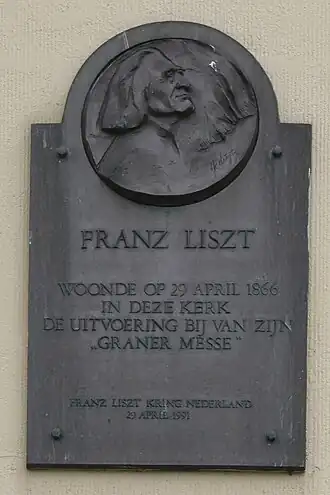 FRANZ LISZT
WOONDE OP 29 APRIL 1866
IN DEZE KERK
DE UITVOERING BIJ VAN ZIJN
„GRANER MESSE"
FRANZ LISZT KRING NEDERLAND
29 APRIL 1991